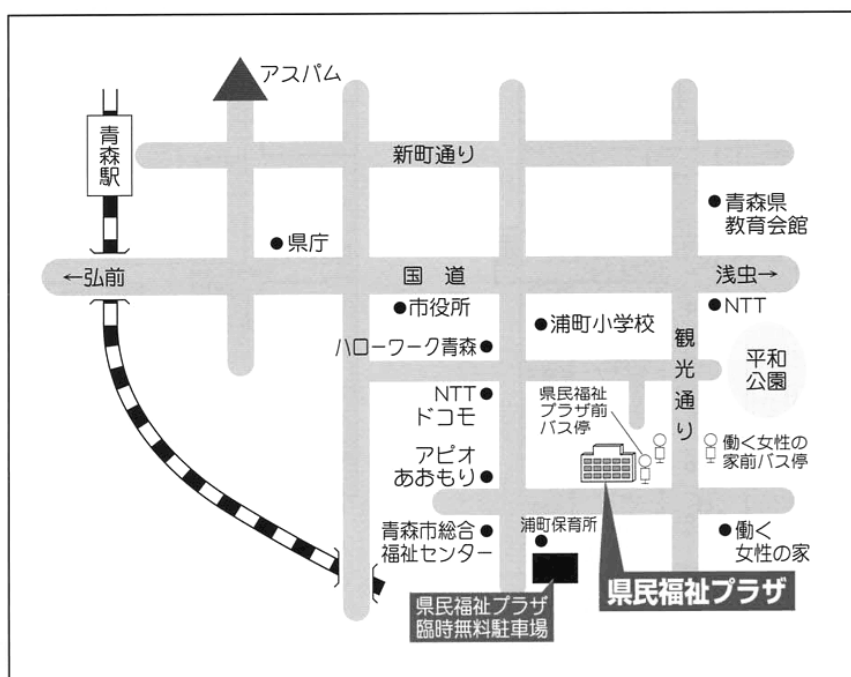 アスパム
青森駅
新町通り
青森県
教育会館
県庁
←弘前
国道
浅虫→
市役所
NTT
浦町小学校
ハローワーク青森
観光通り
平和
公園
NTT
ドコモ
県民福祉
プラザ前
バス停
働く女性の
家前バス停
アピオ
あおもり
青森市総合
福祉センター
浦町保育所
働く
女性の家
県民福祉プラザ
県民福祉プラザ
臨時無料駐車場